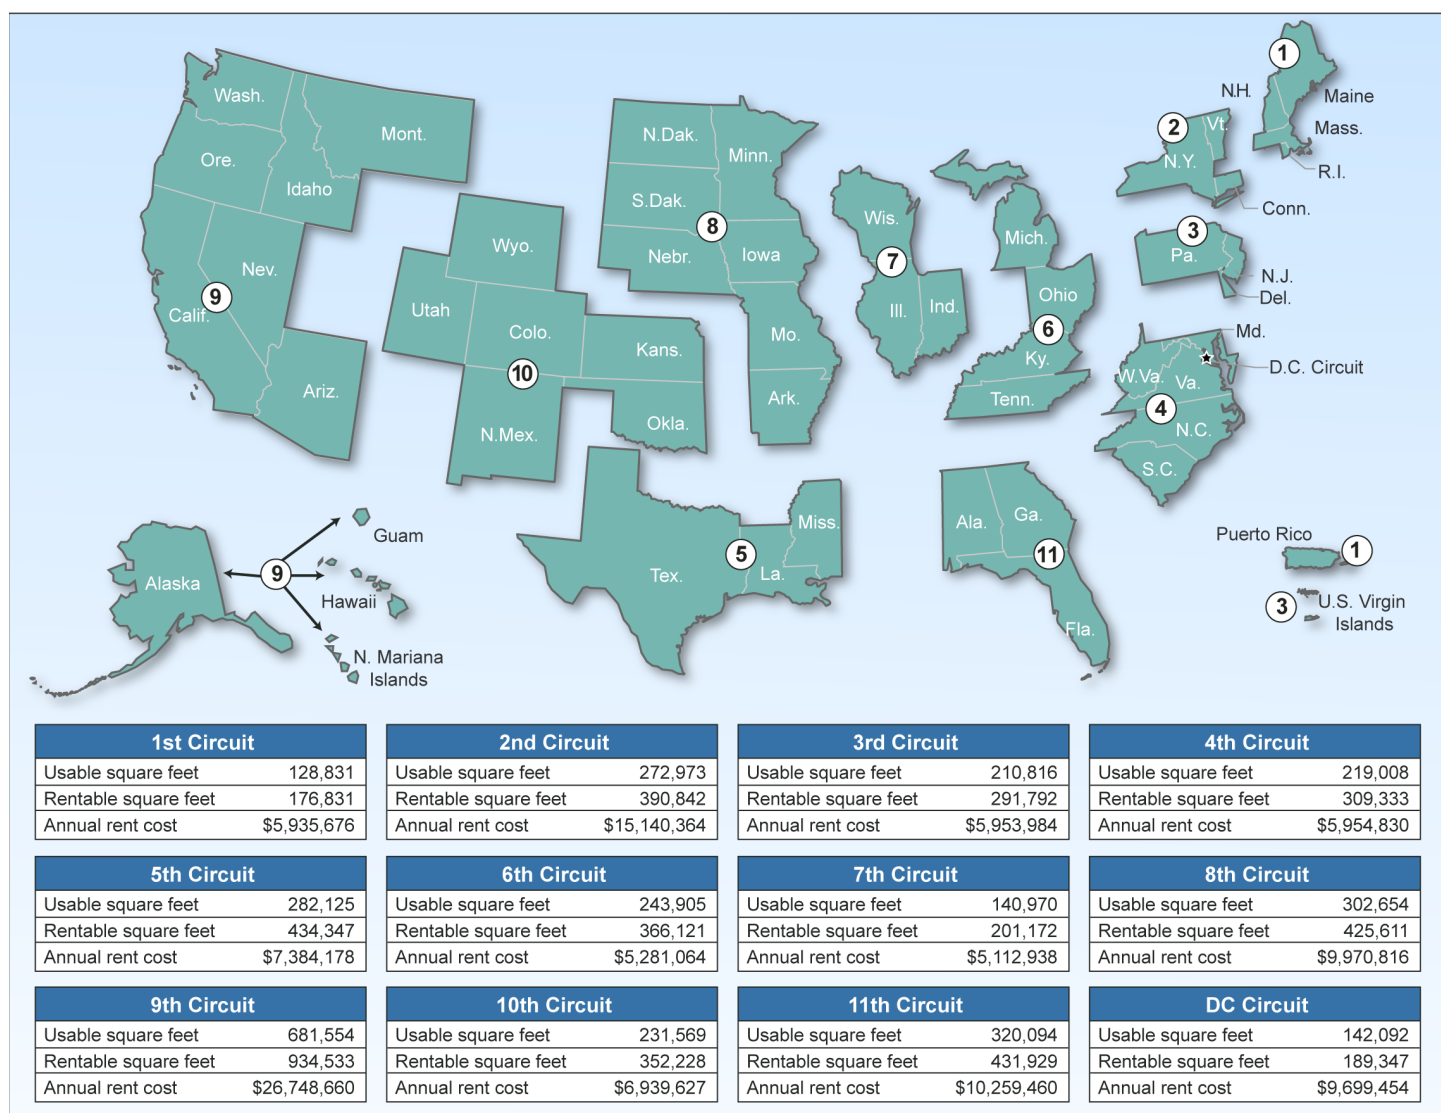 1
N.H.
Maine
Wash.
Mont.
2
Vt.
Mass.
N.Dak.
Minn.
Ore.
N.Y.
R.I.
Idaho
S.Dak.
Conn.
Wis.
8
3
Mich.
Wyo.
Nebr.
Iowa
Pa.
Nev.
7
N.J.
9
Utah
Ohio
Del.
Calif.
Colo.
Ill.
Ind.
Mo.
6
Md.
Kans.
Ky.
D.C. Circuit
10
W.Va.
Va.
Ariz.
Ark.
Tenn.
4
Okla.
N.C.
N.Mex.
S.C.
Miss.
Ala.
Ga.
Guam
Puerto Rico
1
5
11
Alaska
9
Tex.
La.
Hawaii
3
U.S. Virgin
Islands
Fla.
N. Mariana
Islands
1st Circuit
Usable square feet 128,831
Rentable square feet 176,831
Annual rent cost $5,935,676
2nd Circuit
Usable square feet 272,973
Rentable square feet 390,842
Annual rent cost $15,140,364
3rd Circuit
Usable square feet 210,816
Rentable square feet 291,792
Annual rent cost $5,953,984
4th Circuit
Usable square feet 219,008
Rentable square feet 309,333
Annual rent cost $5,954,830
5th Circuit
Usable square feet 282,125
Rentable square feet 434,347
Annual rent cost $7,384,178
6th Circuit
Usable square feet 243,905
Rentable square feet 366,121
Annual rent cost $5,281,064
7th Circuit
Usable square feet 140,970
Rentable square feet 201,172
Annual rent cost $5,112,938
8th Circuit
Usable square feet 302,654
Rentable square feet 425,611
Annual rent cost $9,970,816
9th Circuit
Usable square feet 681,554
Rentable square feet 934,533
Annual rent cost $26,748,660
10th Circuit
Usable square feet 231,569
Rentable square feet 352,228
Annual rent cost $6,939,627
11th Circuit
Usable square feet 320,094
Rentable square feet 431,929
Annual rent cost $10,259,460
DC Circuit
Usable square feet 142,092
Rentable square feet 189,347
Annual rent cost $9,699,454